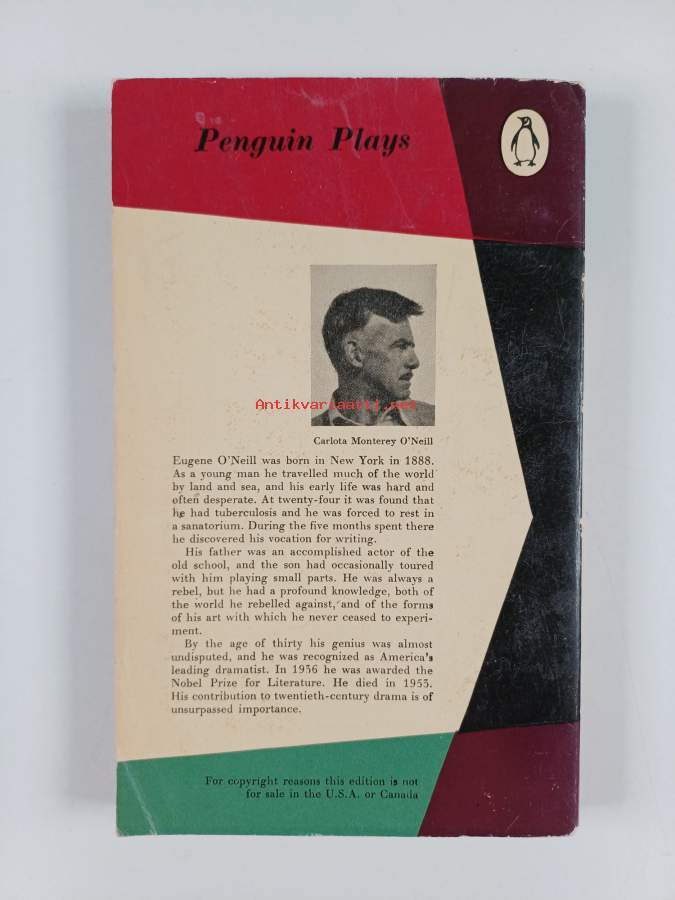 Penguin Plays
Antikvariaatti.net
Carlota Monterey O'Neill
Eugene O'Neill was born in New York in 1888.
As a young man he travelled much of the world
by land and sea, and his early life was hard and
often desperate. At twenty-four it was found that
he had tuberculosis and he was forced to rest in
a sanatorium. During the five months spent there
he discovered his vocation for writing.
His father was an accomplished actor of the
old school, and the son had occasionally toured
with him playing small parts. He was always a
rebel, but he had a profound knowledge, both of
the world he rebelled against, and of the forms
of his art with which he never ceased to experi-
ment.
By the age of thirty his genius was almost
undisputed, and he was recognized as America's
leading dramatist. In 1936 he was awarded the
Nobel Prize for Literature. He died in 1953.
His contribution to twentieth-century drama is of
unsurpassed importance.
For copyright reasons this edition is not
for sale in the U.S.A. or Canada